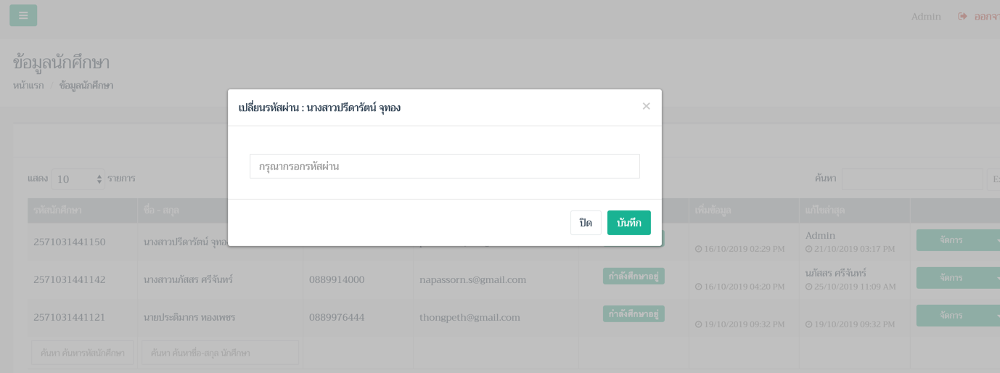 Admin
ข้อมูลนักศึกษา
หน้าแรก / ข้อมูลนักศึกษา
เปลี่ยนรหัสผ่าน : นางสาวปรีดารัตน์ จุทอง ×
กรุณากรอกรหัสผ่าน
ปิด บันทึก
แสดง 10 รายการ ค้นหา
รหัสนักศึกษา ชื่อ - สกุล เพิ่มข้อมูล แก้ไขล่าสุด
2571031441150 นางสาวปรีดารัตน์ 16/10/2019 02:29 PM Admin จัดการ
21/10/2019 03:17 PM
2571031441142 นางสาวนภัสสร ศรีจันทร์ 0889914000 napassorn.s@gmail.com กำลังศึกษาอยู่ 16/10/2019 04:20 PM นภัสสร ศรีจันทร์ จัดการ
25/10/2019 11:09 AM
2571031441121 นายประติมากร ทองเพชร 0889976444 thongpeth@gmail.com กำลังศึกษาอยู่ 19/10/2019 09:32 PM 19/10/2019 09:32 PM จัดการ
ค้นหา ค้นหารหัสนักศึกษา ค้นหา ค้นหาชื่อ-สกุล นักศึกษา